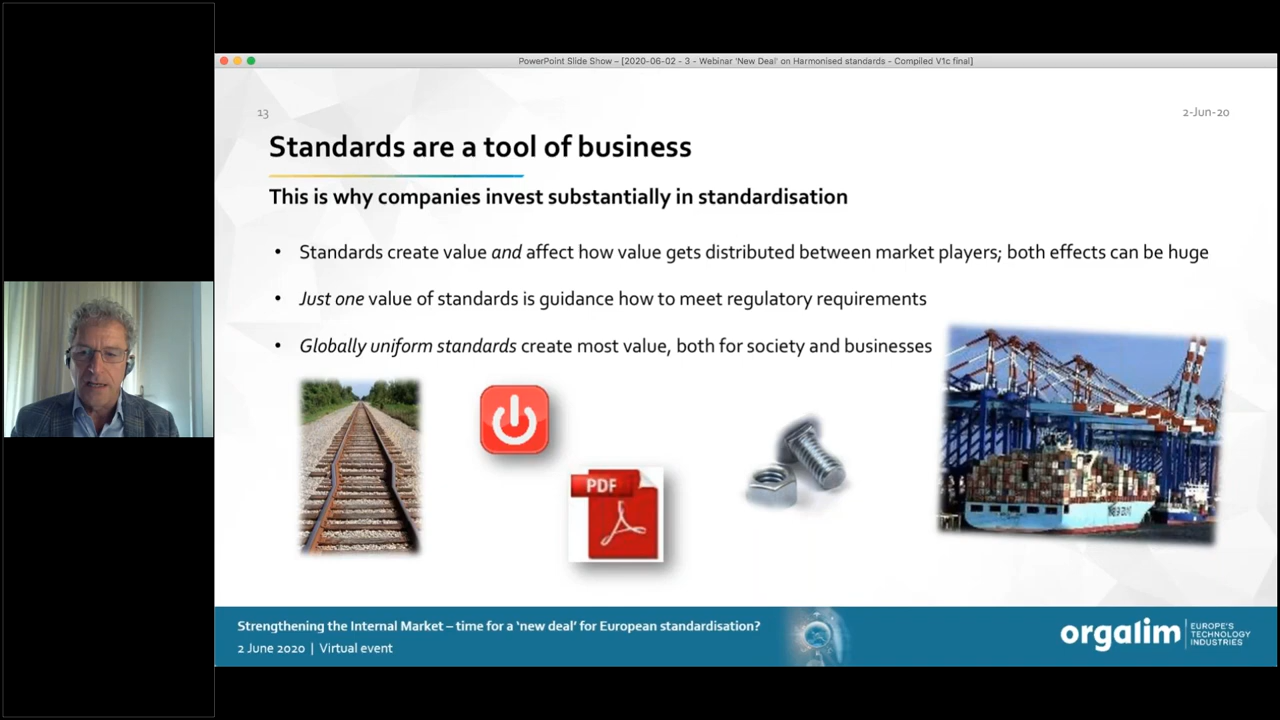 PowerPoint Slide Show – [2020-06-02 - 3 - Webinar 'New Deal' on Harmonised standards - Compiled V1c final]
13
2-Jun-20
Standards are a tool of business
This is why companies invest substantially in standardisation
• Standards create value and affect how value gets distributed between market players; both effects can be huge
• Just one value of standards is guidance how to meet regulatory requirements
• Globally uniform standards create most value, both for society and businesses
PDF
Strengthening the Internal Market – time for a ‘new deal’ for European standardisation?
2 June 2020 | Virtual event
orgalim
EUROPE'S
TECHNOLOGY
INDUSTRIES